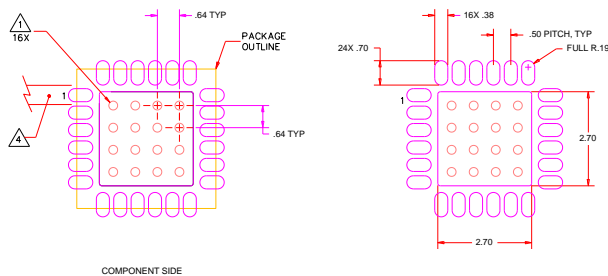 1
16X
.64 TYP
PACKAGE
OUTLINE
1
4
.64 TYP
COMPONENT SIDE
16X .38
.50 PITCH, TYP
24X .70
FULL R.19
1
2.70
2.70